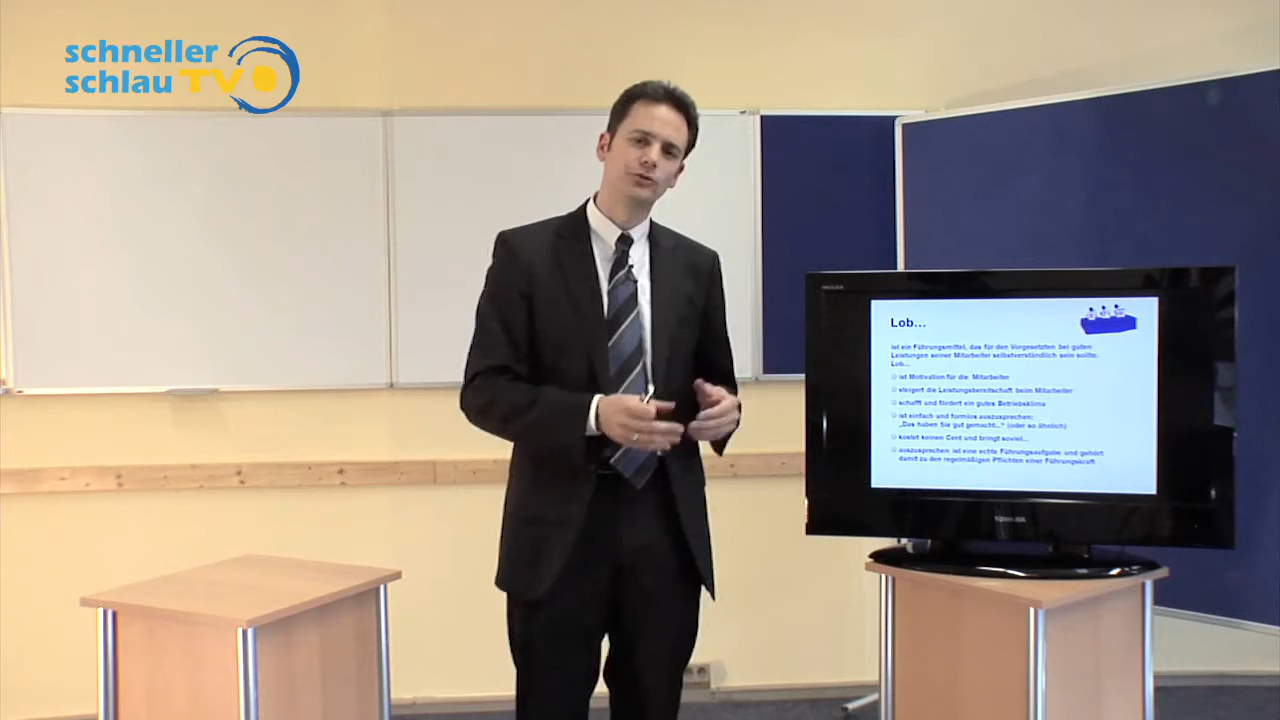 schneller
schlau TV
Lob...
ist ein Führungsmittel, das für den Vorgesetzten bei guten
Leistungen seiner Mitarbeiter selbstverständlich sein sollte.
Lob...
ist Motivation für die Mitarbeiter
steigert die Leistungsbereitschaft beim Mitarbeiter
schafft und fördert ein gutes Betriebsklima
ist einfach und formlos auszusprechen:
„Das haben Sie gut gemacht...“ (oder so ähnlich)
kostet keinen Cent und bringt soviel...
auszusprechen ist eine echte Führungsaufgabe und gehört
damit zu den regelmäßigen Pflichten einer Führungskraft
TOSHIBA